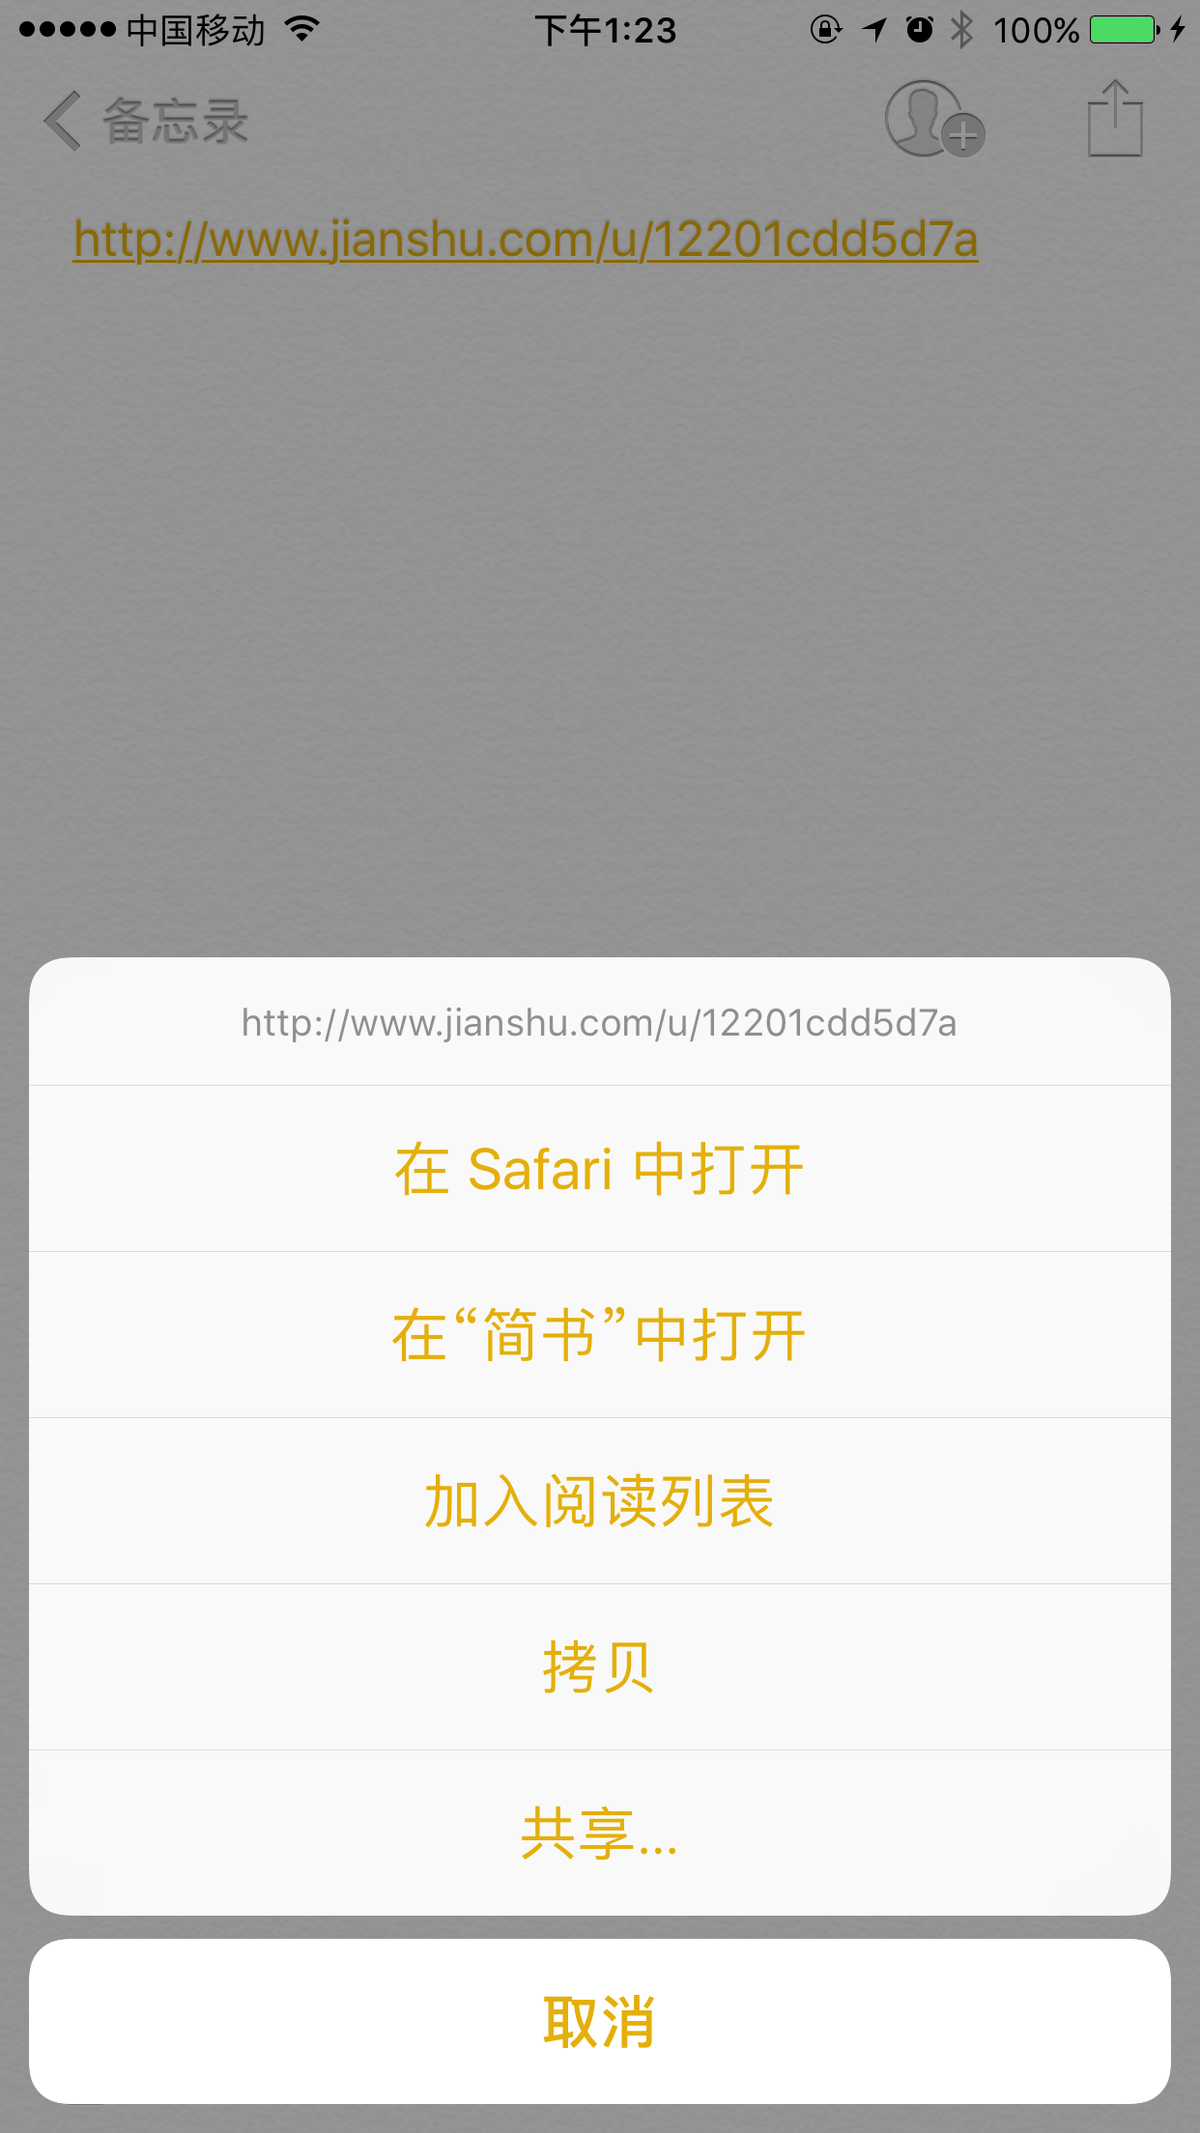 中国移动 下午1:23 100%
备忘录
http://www.jianshu.com/u/12201cdd5d7a
http://www.jianshu.com/u/12201cdd5d7a
在 Safari 中打开
在“简书”中打开
加入阅读列表
拷贝
共享...
取消